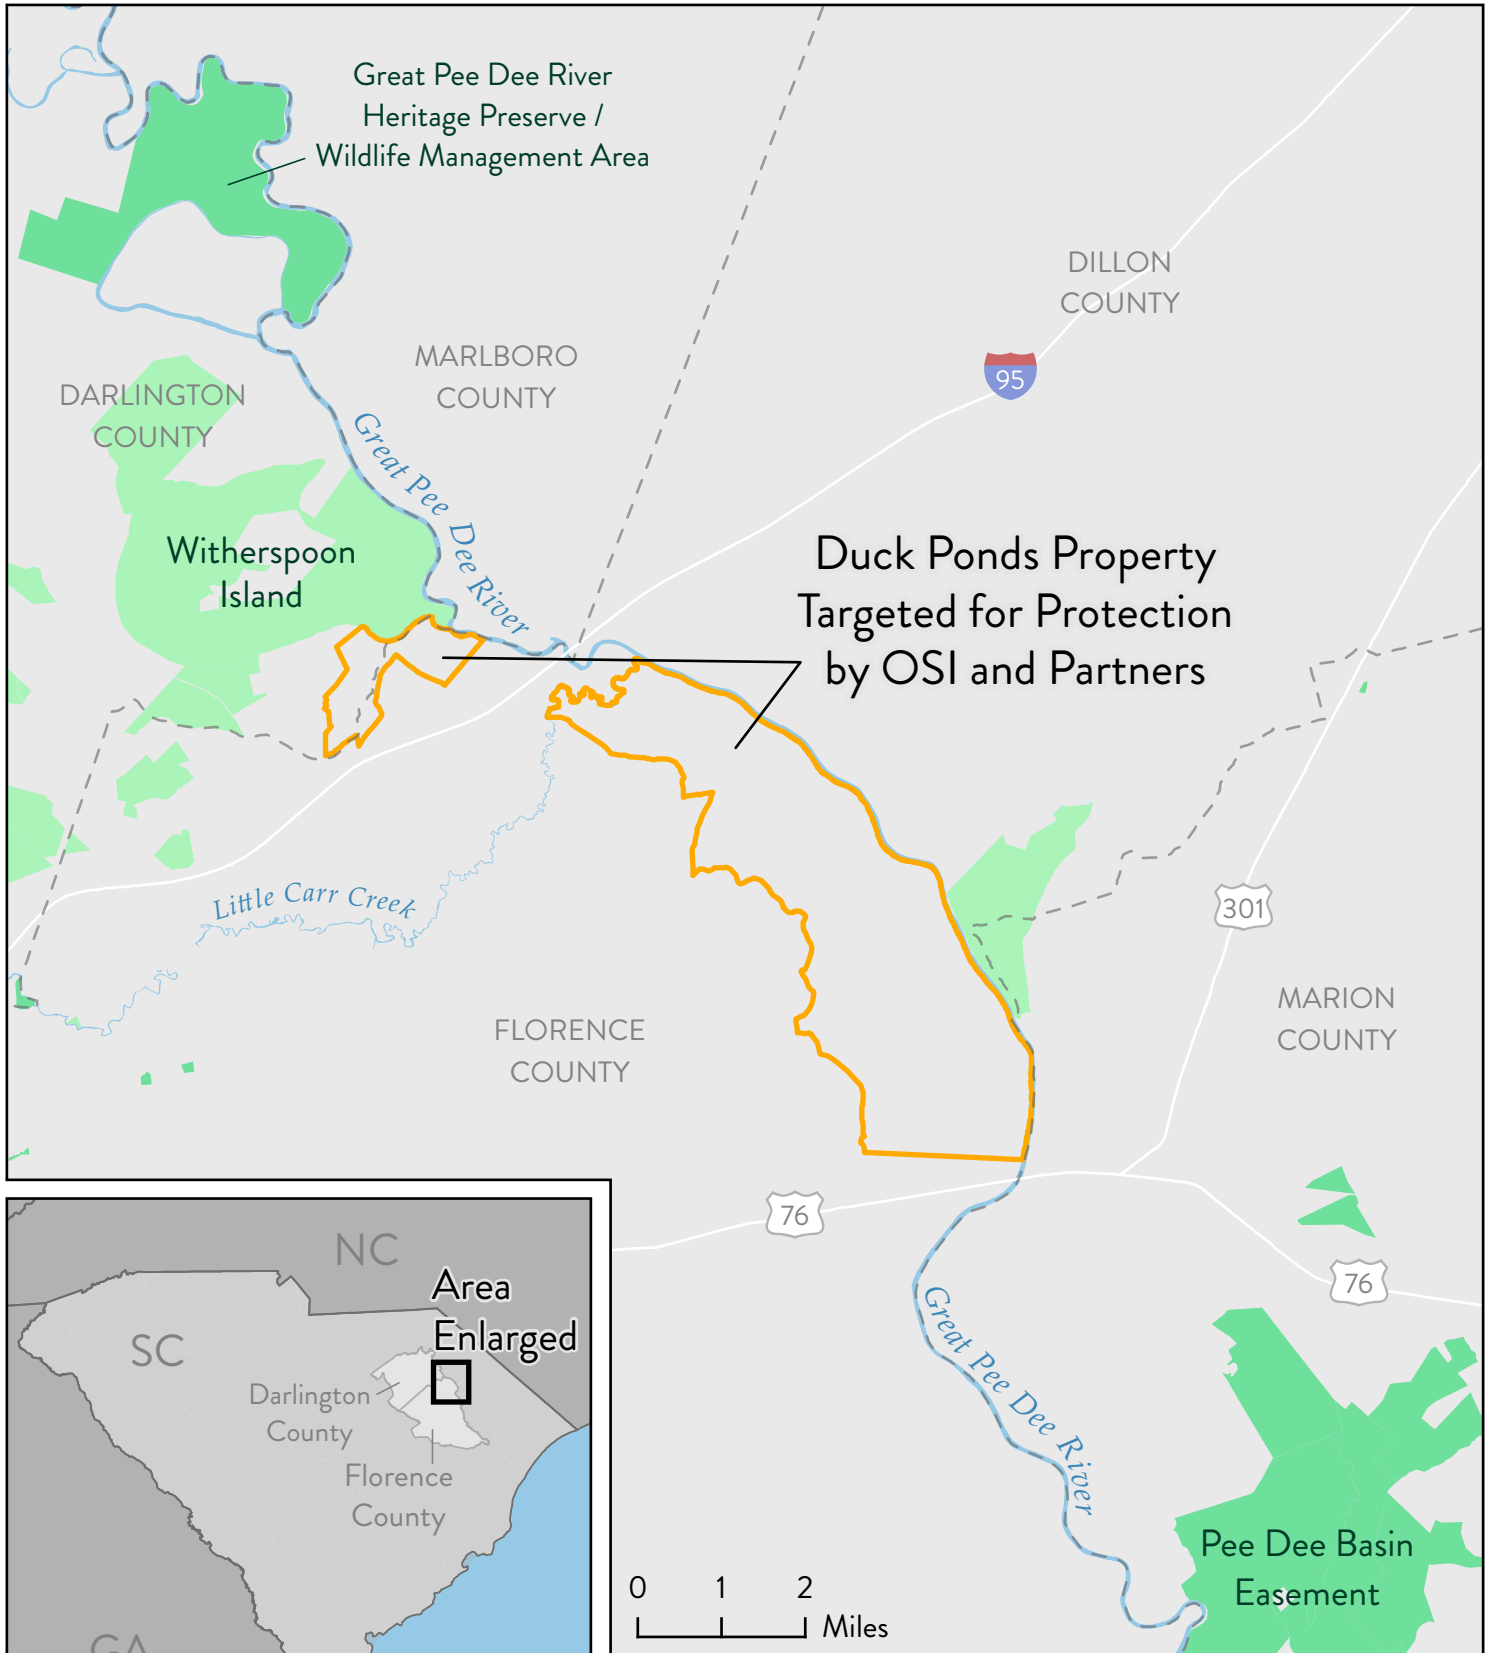 Great Pee Dee River
Heritage Preserve /
Wildlife Management Area
DILLON
COUNTY
MARLBORO
COUNTY
95
DARLINGTON
COUNTY
Great Pee Dee River
Witherspoon
Island
Duck Ponds Property
Targeted for Protection
by OSI and Partners
Little Carr Creek
301
MARION
COUNTY
FLORENCE
COUNTY
76
76
NC
Area
Enlarged
SC
Darlington
County
Florence
County
GA
Great Pee Dee River
Pee Dee Basin
Easement
0 1 2
Miles